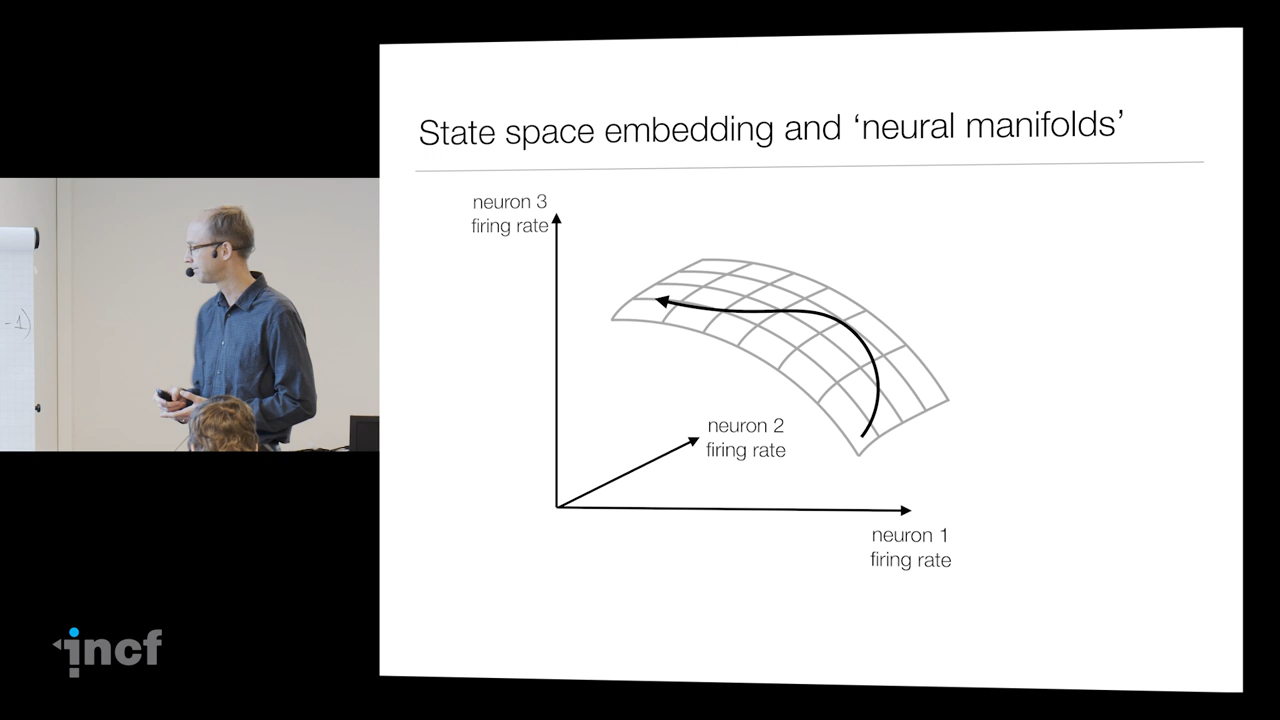 State space embedding and ‘neural manifolds’
neuron 3
firing rate
neuron 2
firing rate
neuron 1
firing rate
-1)
incf